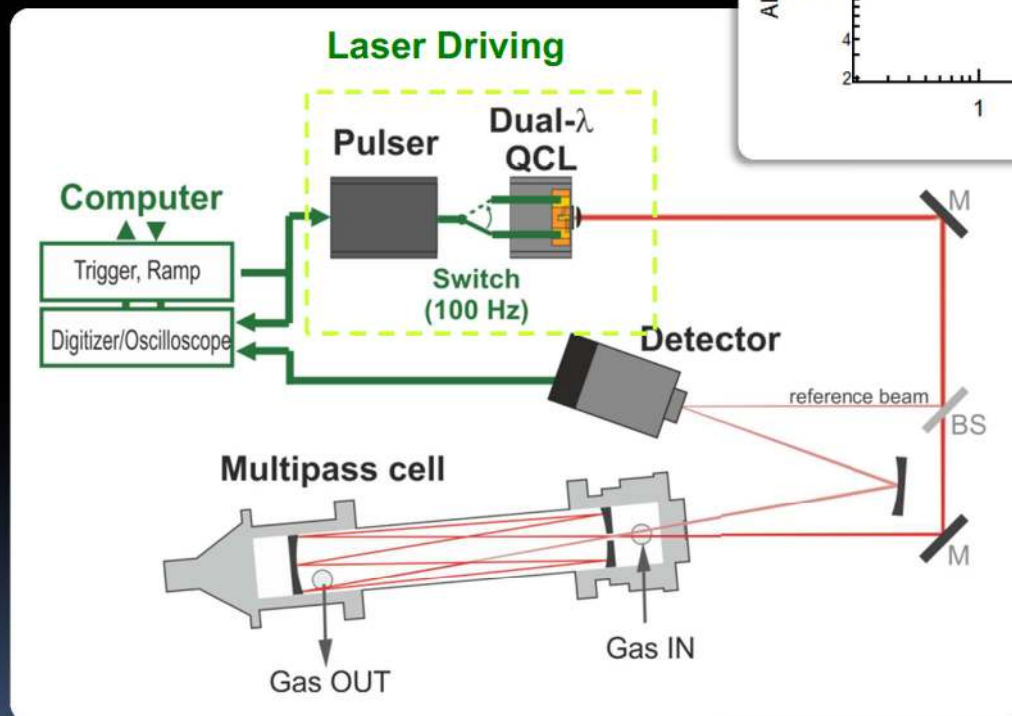 Laser Driving
Pulser
Dual-λ
QCL
Computer
Trigger, Ramp
Switch
(100 Hz)
Digitizer/Oscilloscope
Detector
reference beam
M
BS
M
Multipass cell
Gas IN
Gas OUT
4
2
1